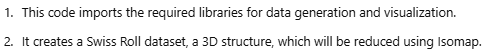 1. This code imports the required libraries for data generation and visualization.
2. It creates a Swiss Roll dataset, a 3D structure, which will be reduced using Isomap.